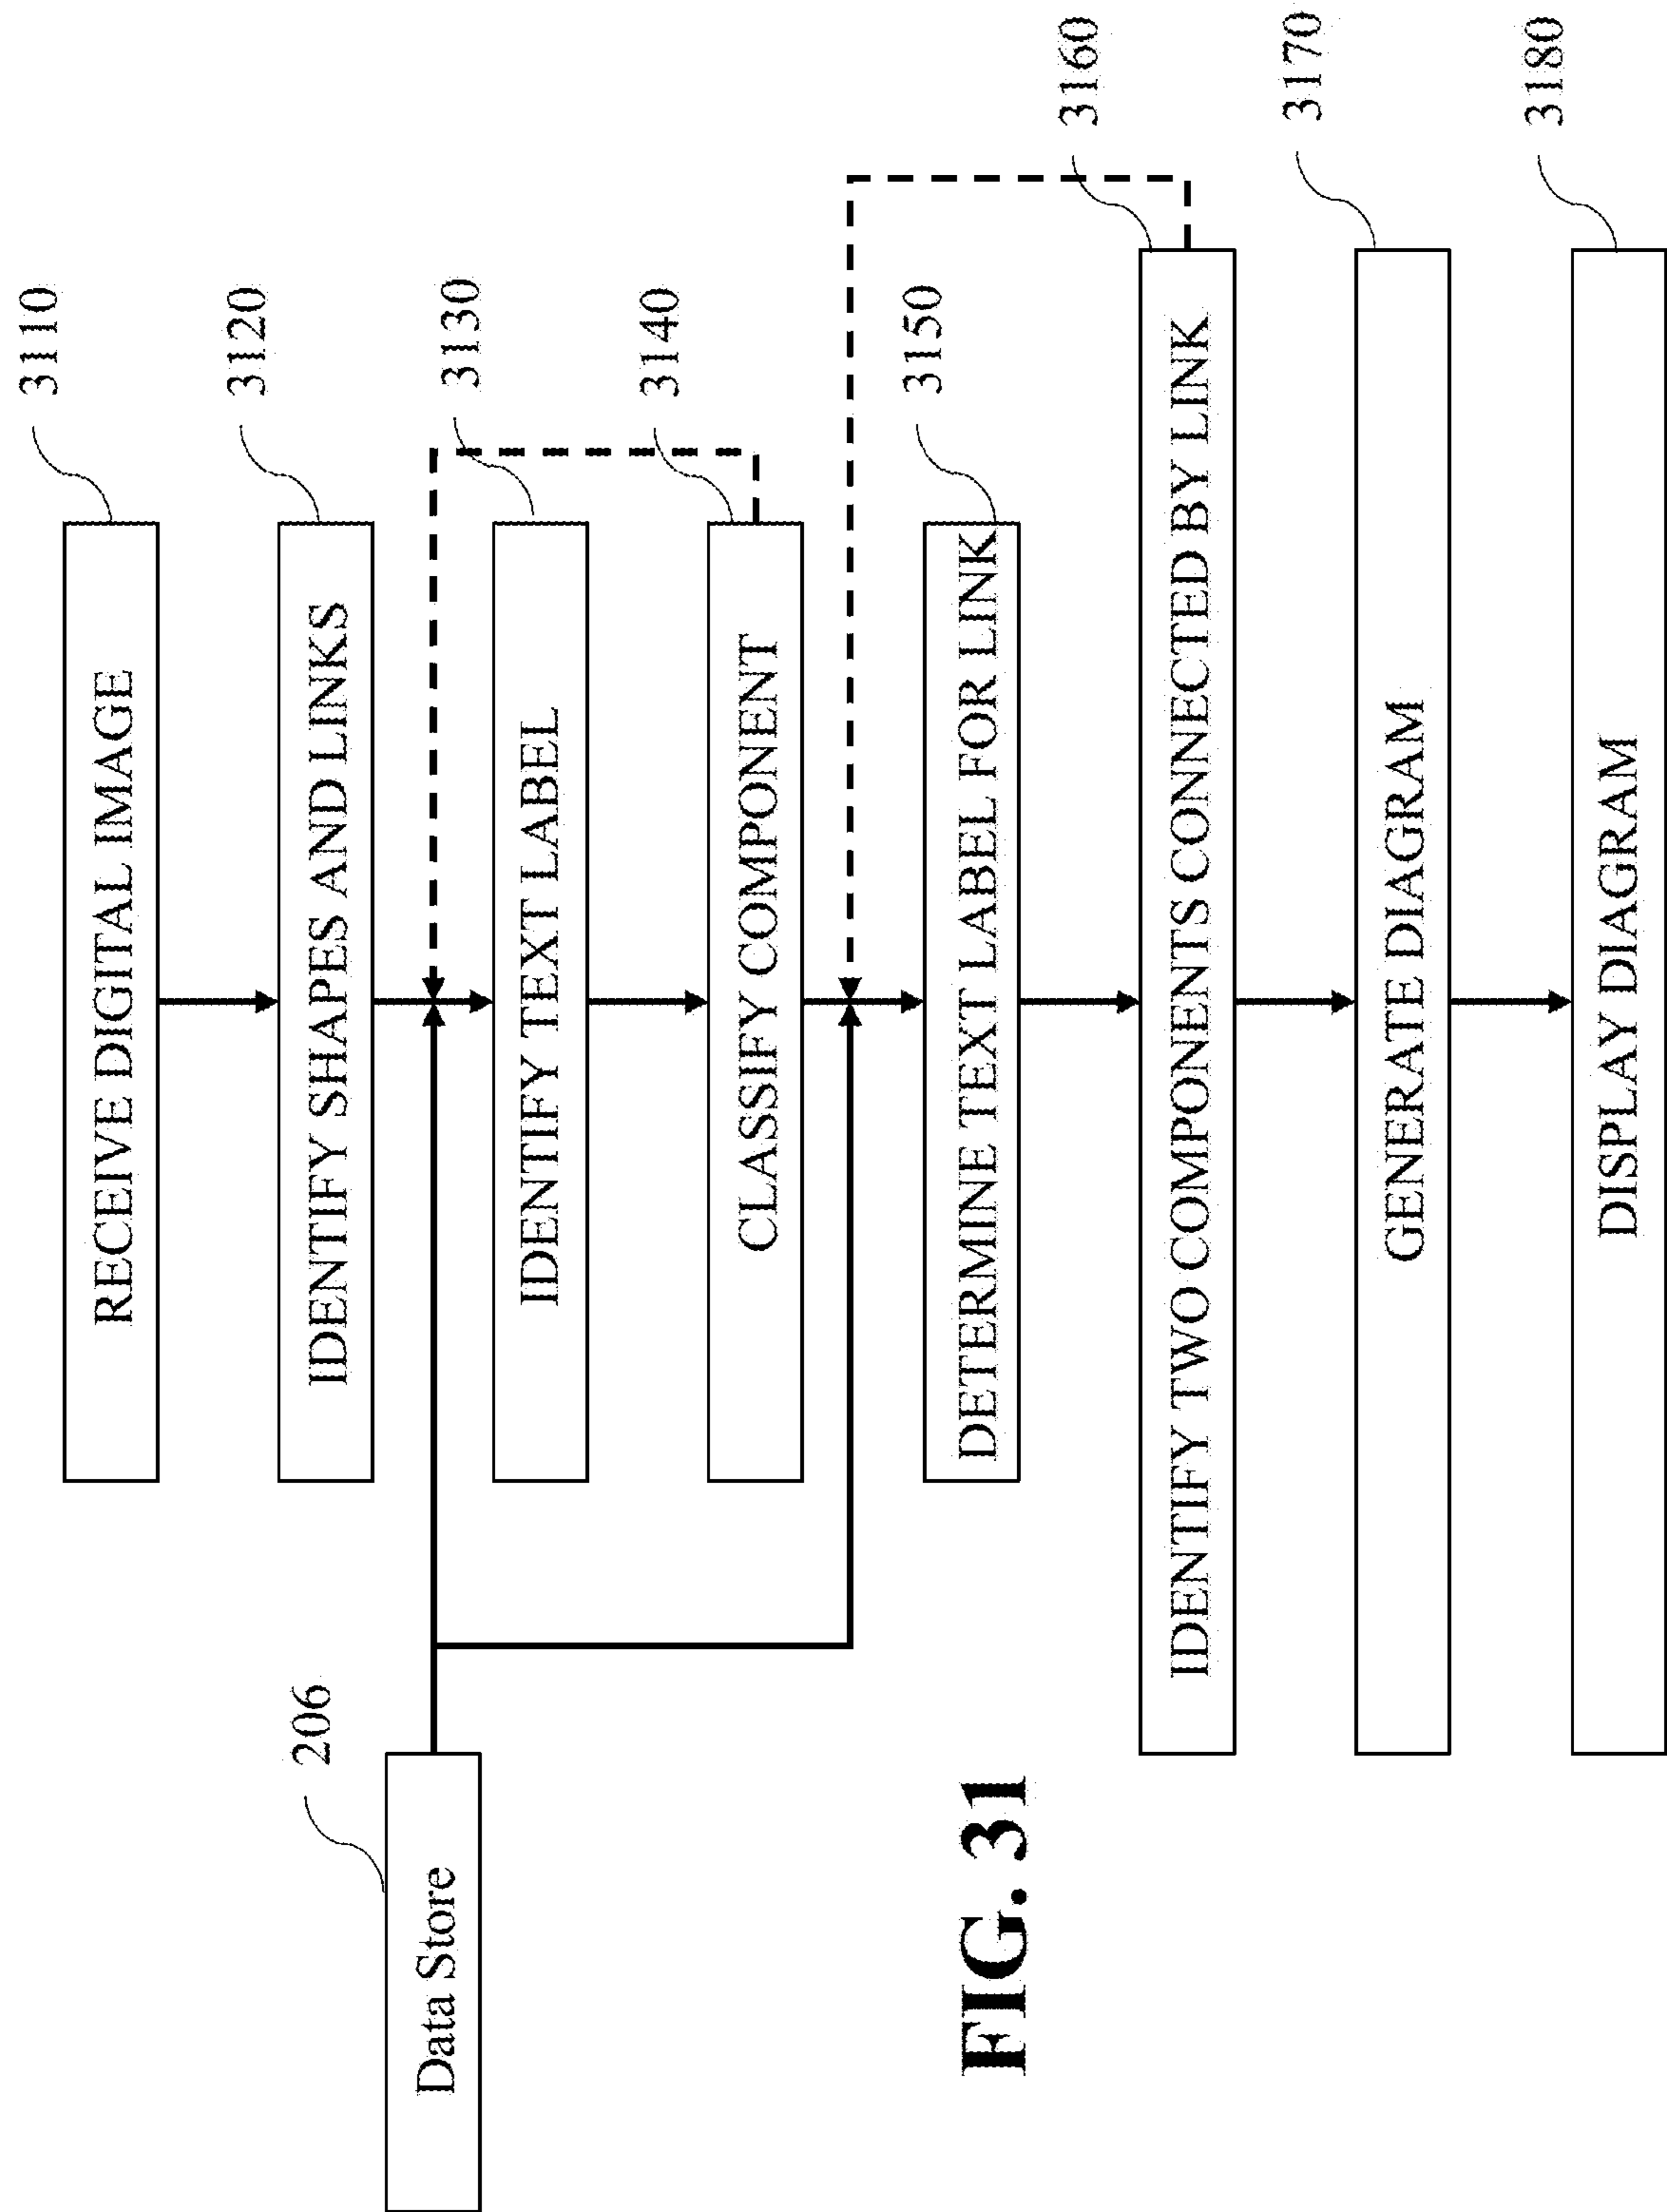 RECEIVE DIGITAL IMAGE
3110
IDENTIFY SHAPES AND LINKS
3120
Data Store
206
IDENTIFY TEXT LABEL
3130
CLASSIFY COMPONENT
3140
DETERMINE TEXT LABEL FOR LINK
3150
IDENTIFY TWO COMPONENTS CONNECTED BY LINK
3160
GENERATE DIAGRAM
3170
DISPLAY DIAGRAM
3180
FIG. 31